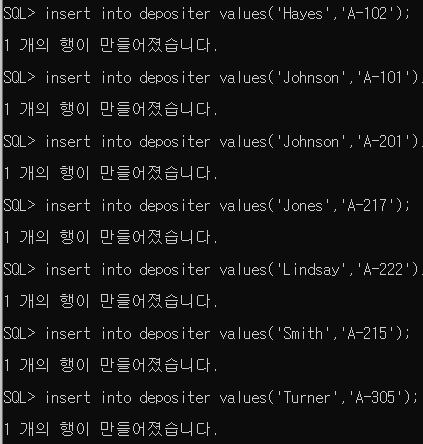 SQL> insert into depositer values('Hayes','A-102');
1 개의 행이 만들어졌습니다.
SQL> insert into depositer values('Johnson','A-101')
1 개의 행이 만들어졌습니다.
SQL> insert into depositer values('Johnson','A-201')
1 개의 행이 만들어졌습니다.
SQL> insert into depositer values('Jones','A-217');
1 개의 행이 만들어졌습니다.
SQL> insert into depositer values('Lindsay','A-222')
1 개의 행이 만들어졌습니다.
SQL> insert into depositer values('Smith','A-215');
1 개의 행이 만들어졌습니다.
SQL> insert into depositer values('Turner','A-305');
1 개의 행이 만들어졌습니다.